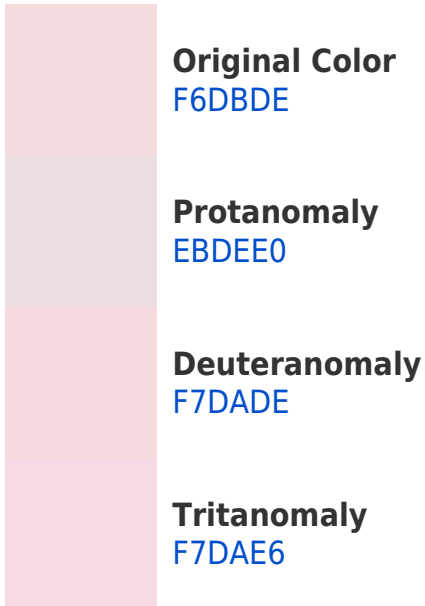 Original Color
F6DBDE
Protanomaly
EBDEE0
Deuteranomaly
F7DADE
Tritanomaly
F7DAE6